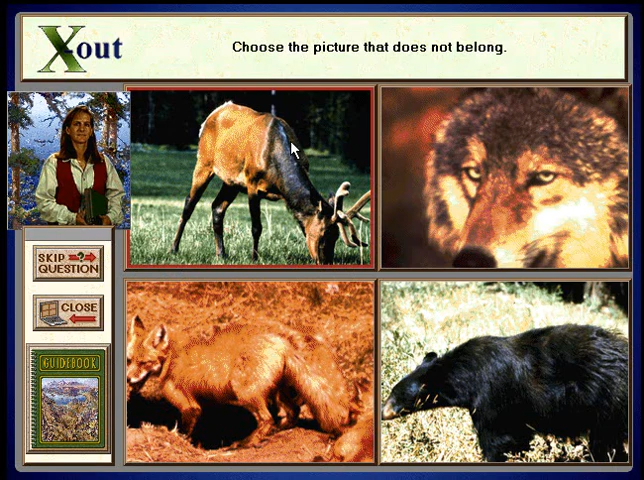 Xout
Choose the picture that does not belong.
SKIP
QUESTION
CLOSE
GUIDEBOOK